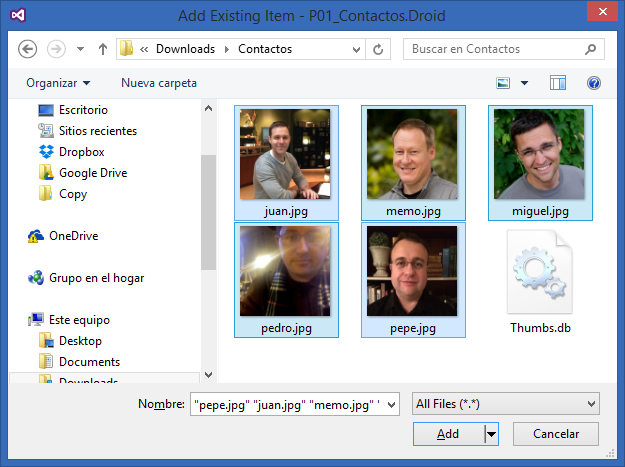 Add Existing Item - P01_Contactos.Droid
« Downloads Contactos
Buscar en Contactos
Organizar Nueva carpeta
Escritorio
Sitios recientes
Dropbox
Google Drive
Copy
OneDrive
Grupo en el hogar
Este equipo
Desktop
Documents
Downloads
juan.jpg memo.jpg miguel.jpg
pedro.jpg pepe.jpg Thumbs.db
Nombre: "pepe.jpg" "juan.jpg" "memo.jpg" " All Files (*.*)
Add Cancelar